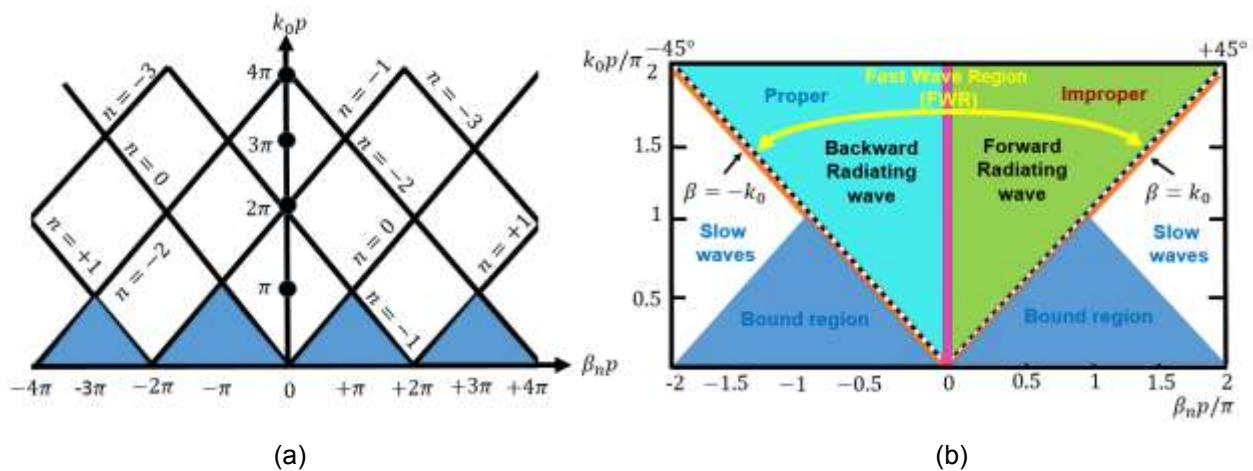 k₀p
4π
3π
2π
π
n = −3
n = 0
n = +1
n = −2
n = −1
n = −3
n = −2
n = 0
n = +1
n = −1
−4π
-3π
−2π
−π
0
+π
+2π
+3π
+4π
βₙp
(a)
k₀p/π
−45°
+45°
2
1.5
1
0.5
Fast Wave Region
(FWR)
Proper
Improper
Backward
Radiating
wave
Forward
Radiating
wave
β = −k₀
β = k₀
Slow
waves
Slow
waves
Bound region
Bound region
-2
−1.5
−1
−0.5
0
0.5
1
1.5
2
βₙp/π
(b)